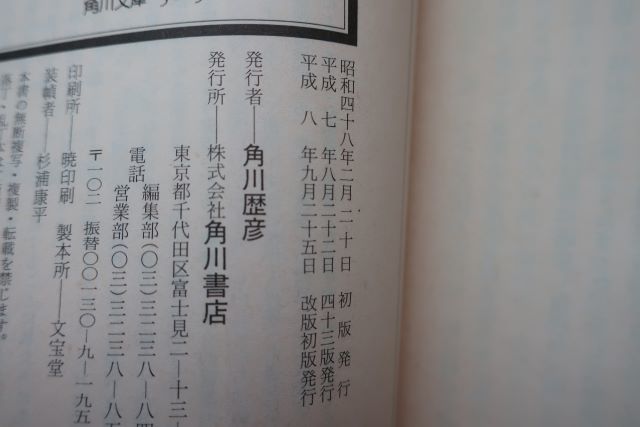 角川文庫
昭和四十八年二月二十日 初版発行
平成七年八月二十二日 四十三版発行
平成八年九月二十五日 改版初版発行
発行者——角川歴彦
発行所——株式会社角川書店
東京都千代田区富士見二—十三—
電話 編集部(〇三)三二三八—八四
営業部(〇三)三二三八—八五
〒一〇二 振替〇〇一三〇—九—一九五
印刷所——暁印刷 製本所——文宝堂
装幀者——杉浦康平
本書の無断複写・複製・転載を禁じます。